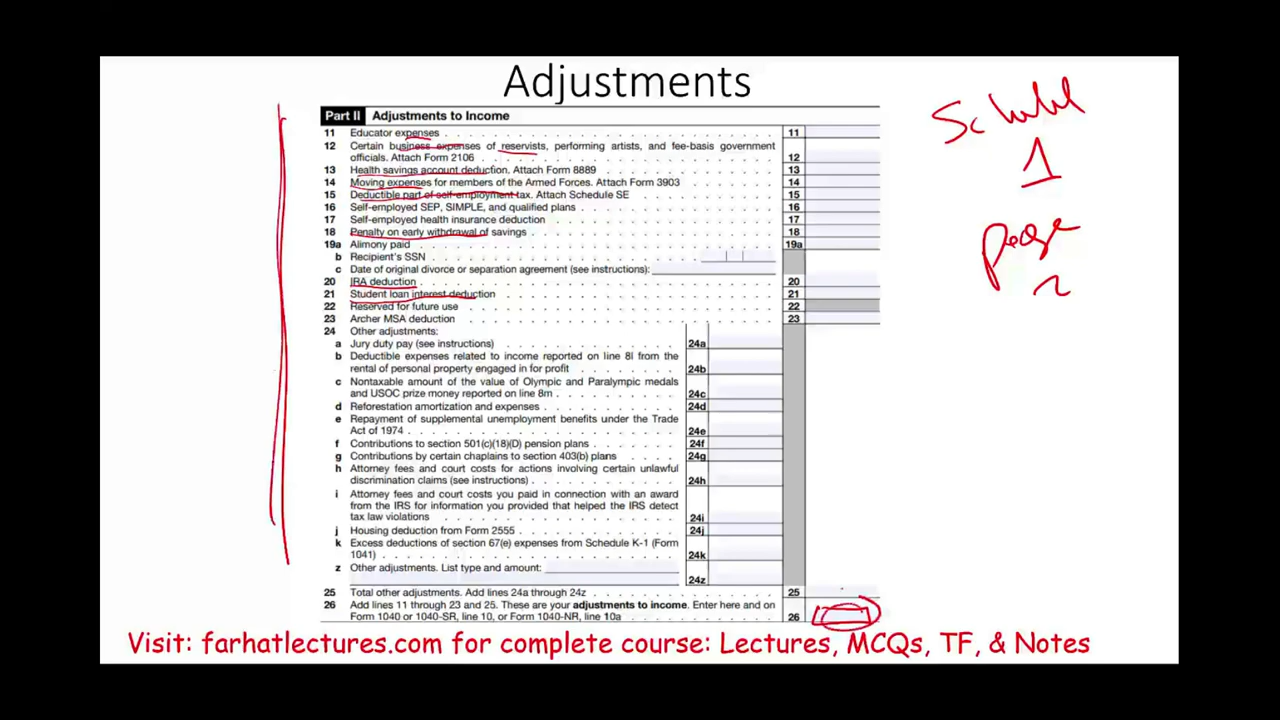 Adjustments
Part II Adjustments to Income
11 Educator expenses 11
12 Certain business expenses of reservists, performing artists, and fee-basis government
officials. Attach Form 2106 12
13 Health savings account deduction. Attach Form 8889 13
14 Moving expenses for members of the Armed Forces. Attach Form 3903 14
15 Deductible part of self-employment tax. Attach Schedule SE 15
16 Self-employed SEP, SIMPLE, and qualified plans 16
17 Self-employed health insurance deduction 17
18 Penalty on early withdrawal of savings 18
19a Alimony paid 19a
b Recipient's SSN
c Date of original divorce or separation agreement (see instructions):
20 IRA deduction 20
21 Student loan interest deduction 21
22 Reserved for future use 22
23 Archer MSA deduction 23
24 Other adjustments:
a Jury duty pay (see instructions) 24a
b Deductible expenses related to income reported on line 8l from the
rental of personal property engaged in for profit 24b
c Nontaxable amount of the value of Olympic and Paralympic medals
and USOC prize money reported on line 8m 24c
d Reforestation amortization and expenses 24d
e Repayment of supplemental unemployment benefits under the Trade
Act of 1974 24e
f Contributions to section 501(c)(18)(D) pension plans 24f
g Contributions by certain chaplains to section 403(b) plans 24g
h Attorney fees and court costs for actions involving certain unlawful
discrimination claims (see instructions) 24h
i Attorney fees and court costs you paid in connection with an award
from the IRS for information you provided that helped the IRS detect
tax law violations 24i
j Housing deduction from Form 2555 24j
k Excess deductions of section 67(e) expenses from Schedule K-1 (Form
1041) 24k
z Other adjustments. List type and amount:
24z
25 Total other adjustments. Add lines 24a through 24z 25
26 Add lines 11 through 23 and 25. These are your adjustments to income. Enter here and on
Form 1040 or 1040-SR, line 10, or Form 1040-NR, line 10a 26
1
page
2
Visit: farhatlectures.com for complete course: Lectures, MCQs, TF, & Notes